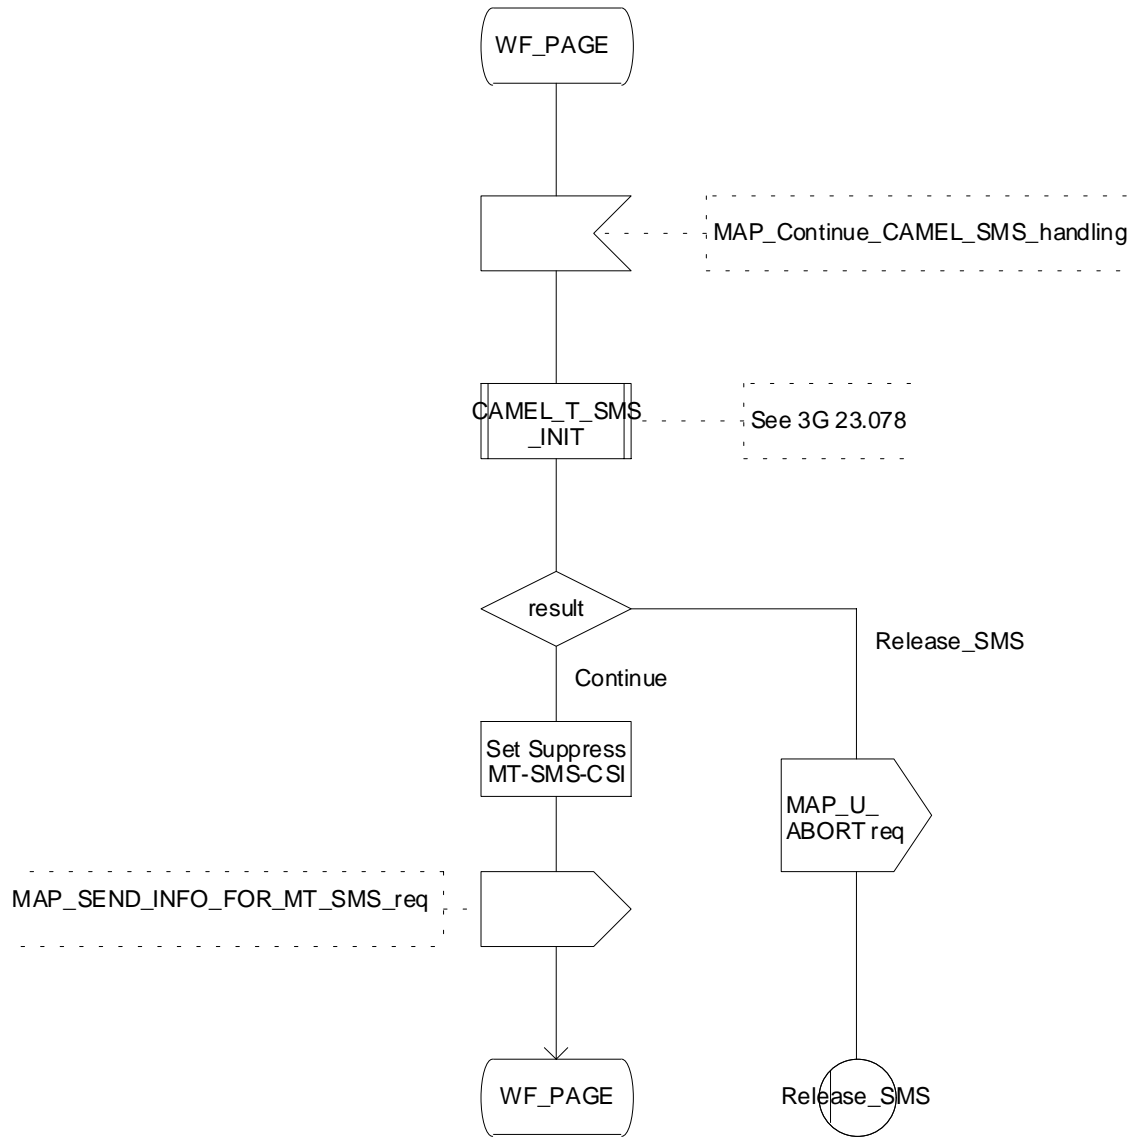 WF_PAGE
MAP_Continue_CAMEL_SMS_handling
CAMEL_T_SMS
_INIT
See 3G 23.078
result
Release_SMS
Continue
Set Suppress
MT-SMS-CSI
MAP_U_
ABORT req
MAP_SEND_INFO_FOR_MT_SMS_req
WF_PAGE
Release_SMS